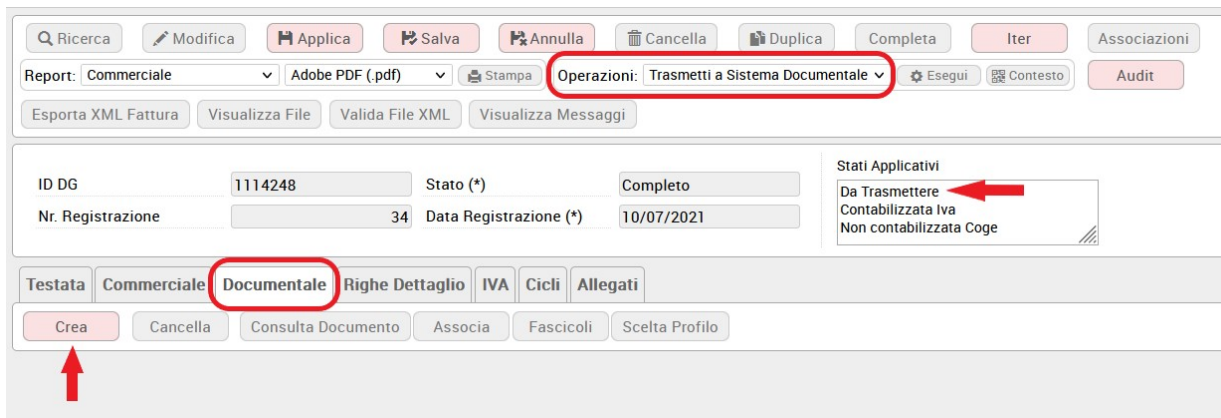 Ricerca Modifica Applica Salva Annulla Cancella Duplica Completa Iter Associazioni
Report: Commerciale Adobe PDF (.pdf) Stampa Operazioni: Trasmetti a Sistema Documentale Esegui Contesto Audit
Esporta XML Fattura Visualizza File Valida File XML Visualizza Messaggi
Stati Applicativi
ID DG 1114248 Stato (*) Completo Da Trasmettere
Contabilizzata Iva
Nr. Registrazione 34 Data Registrazione (*) 10/07/2021 Non contabilizzata Coge
Testata Commerciale Documentale Righe Dettaglio IVA Cicli Allegati
Crea Cancella Consulta Documento Associa Fascicoli Scelta Profilo